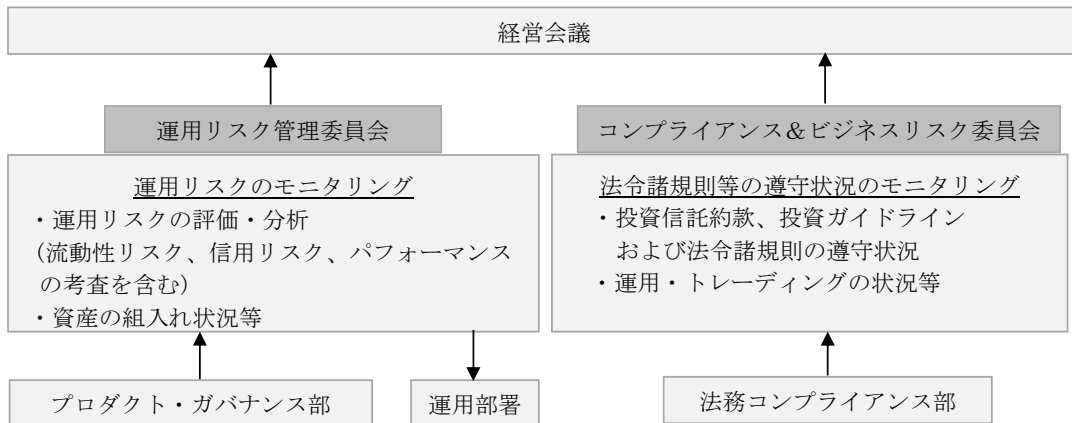 経営会議
運用リスク管理委員会
運用リスクのモニタリング
・運用リスクの評価・分析
(流動性リスク、信用リスク、パフォーマンス
の考査を含む)
・資産の組入れ状況等
コンプライアンス＆ビジネスリスク委員会
法令諸規則等の遵守状況のモニタリング
・投資信託約款、投資ガイドライン
および法令諸規則の遵守状況
・運用・トレーディングの状況等
プロダクト・ガバナンス部
運用部署
法務コンプライアンス部